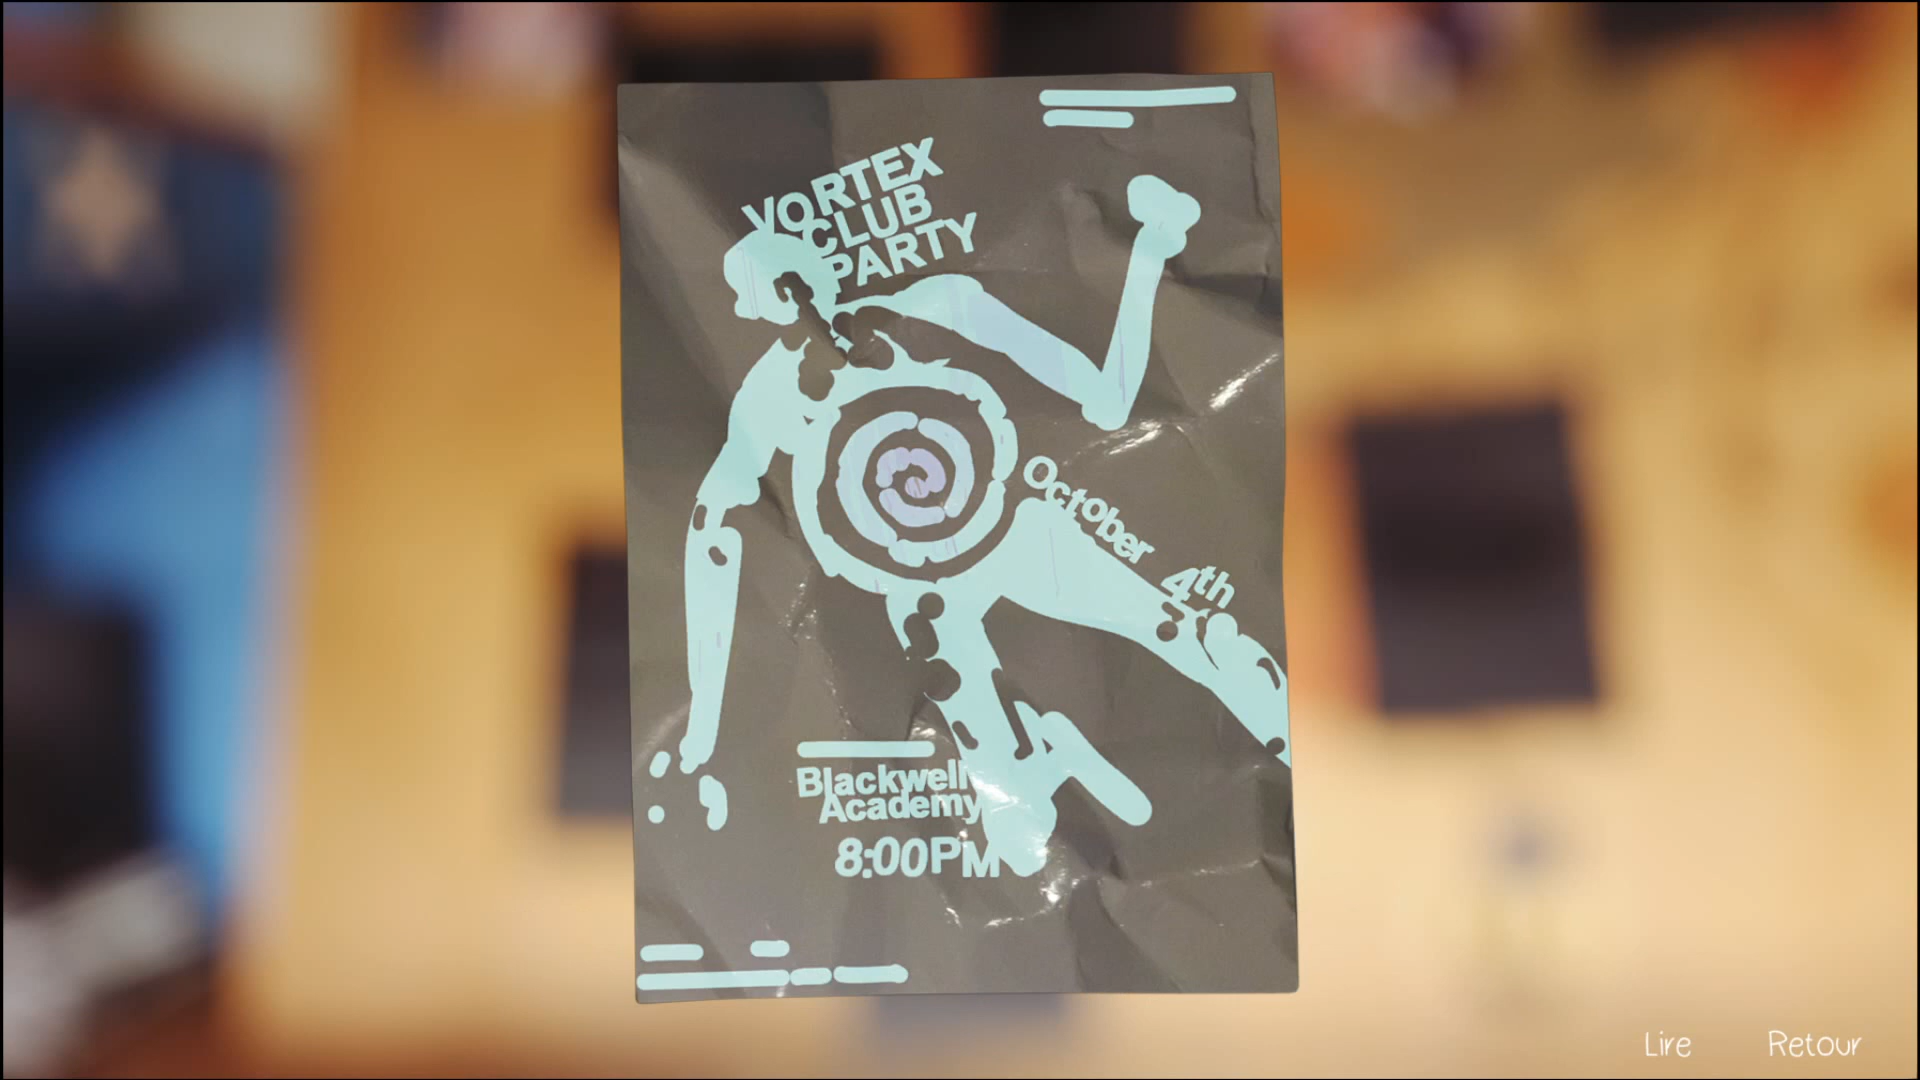 VORTEX
CLUB
PARTY
October 4th
Blackwell
Academy
8:00PM
Lire
Retour